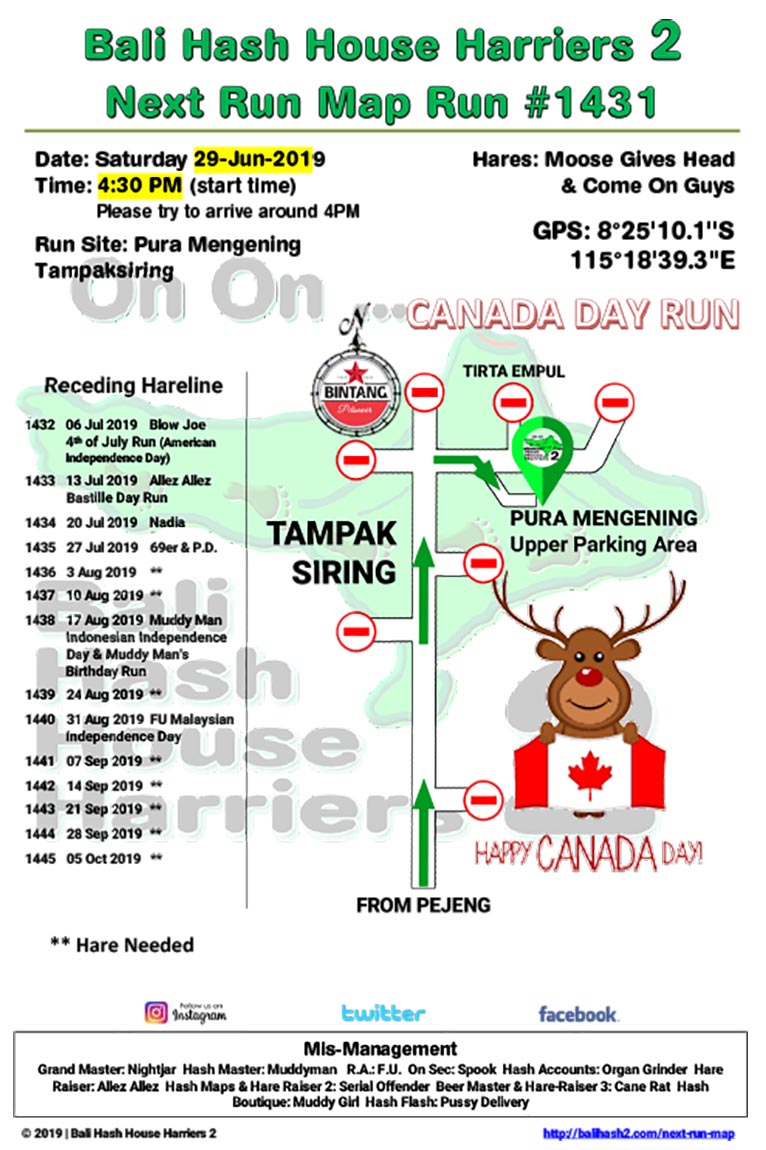 Bali Hash House Harriers 2
Next Run Map Run #1431
Date: Saturday 29-Jun-2019
Time: 4:30 PM (start time)
Please try to arrive around 4PM
Run Site: Pura Mengening
Tampaksiring
Hares: Moose Gives Head
& Come On Guys
GPS: 8°25'10.1"S
115°18'39.3"E
On On ...
CANADA DAY RUN
N
BINTANG
Pilsener
TIRTA EMPUL
2
PURA MENGENING
Upper Parking Area
TAMPAK
SIRING
FROM PEJENG
Receding Hareline
1432 06 Jul 2019 Blow Joe
4th of July Run (American
Independence Day)
1433 13 Jul 2019 Allez Allez
Bastille Day Run
1434 20 Jul 2019 Nadia
1435 27 Jul 2019 69er & P.D.
1436 3 Aug 2019 **
1437 10 Aug 2019 **
1438 17 Aug 2019 Muddy Man
Indonesian Independence
Day & Muddy Man's
Birthday Run
1439 24 Aug 2019 **
1440 31 Aug 2019 FU Malaysian
Independence Day
1441 07 Sep 2019 **
1442 14 Sep 2019 **
1443 21 Sep 2019 **
1444 28 Sep 2019 **
1445 05 Oct 2019 **
** Hare Needed
Bali
Hash
House
Harriers 2
HAPPY CANADA DAY!
Follow us on
Instagram
twitter
facebook.
Mis-Management
Grand Master: Nightjar Hash Master: Muddyman R.A.: F.U. On Sec: Spook Hash Accounts: Organ Grinder Hare
Raiser: Allez Allez Hash Maps & Hare Raiser 2: Serial Offender Beer Master & Hare-Raiser 3: Cane Rat Hash
Boutique: Muddy Girl Hash Flash: Pussy Delivery
© 2019 | Bali Hash House Harriers 2
http://balihash2.com/next-run-map